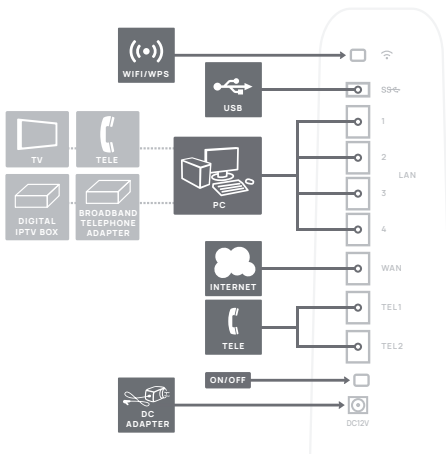 WIFI/WPS
USB
SS
1
TV
TELE
2
LAN
PC
3
DIGITAL
IPTV BOX
BROADBAND
TELEPHONE
ADAPTER
4
INTERNET
WAN
TEL1
TELE
TEL2
ON/OFF
DC
ADAPTER
DC12V